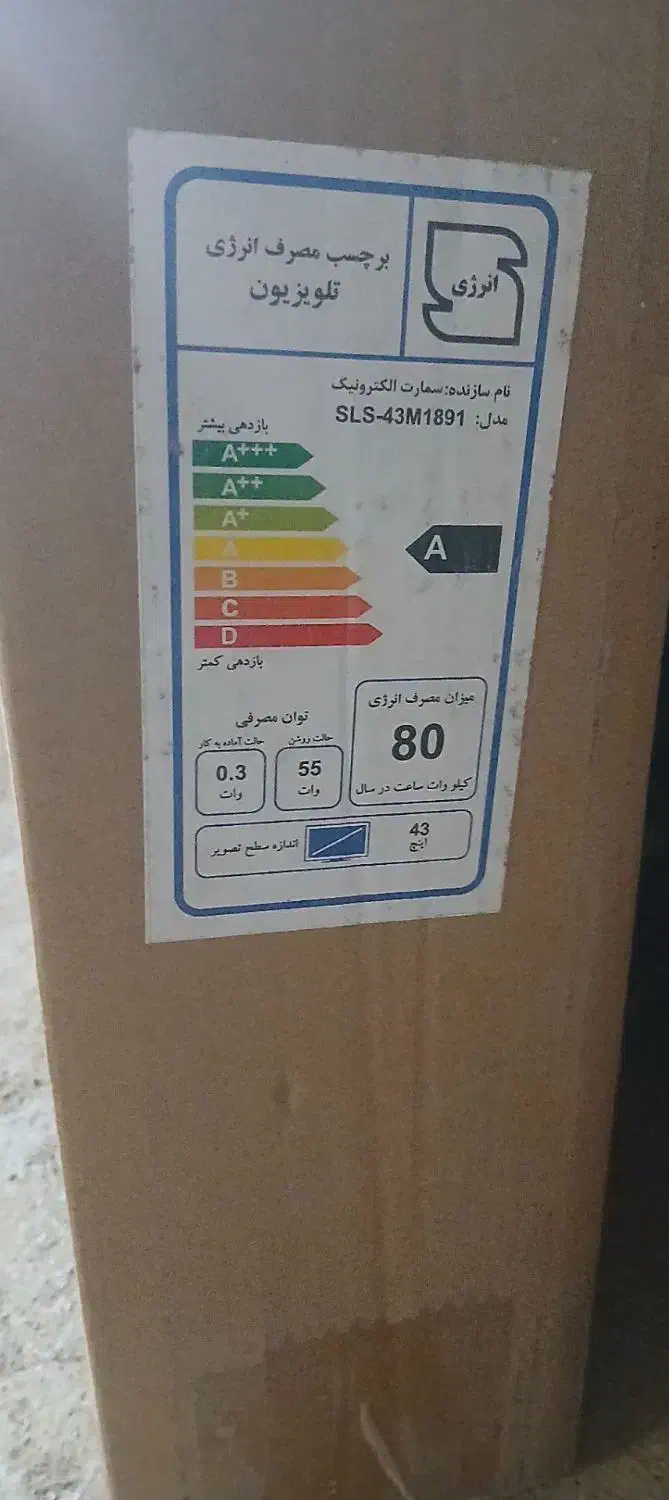 برچسب مصرف انرژی
تلویزیون
انرژی
نام سازنده: سمارت الکترونیک
مدل: SLS-43M1891
بازدهی بیشتر
A+++
A++
A+
A
B
C
D
A
بازدهی کمتر
میزان مصرف انرژی
80
کیلو وات ساعت در سال
توان مصرفی
حالت روشن
55
وات
حالت آماده به کار
0.3
وات
43
اینچ
اندازه سطح تصویر